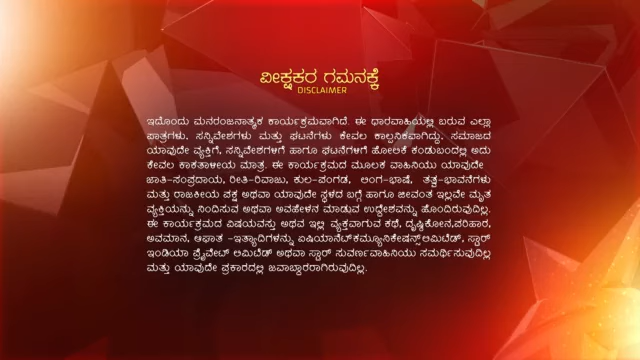 ವೀಕ್ಷಕರ ಗಮನಕ್ಕೆ
DISCLAIMER
ಇದೊಂದು ಮನರಂಜನಾತ್ಮಕ ಕಾರ್ಯಕ್ರಮವಾಗಿದೆ. ಈ ಧಾರವಾಹಿಯಲ್ಲಿ ಬರುವ ಎಲ್ಲಾ
ಪಾತ್ರಗಳು, ಸನ್ನಿವೇಶಗಳು ಮತ್ತು ಘಟನೆಗಳು ಕೇವಲ ಕಾಲ್ಪನಿಕವಾಗಿದ್ದು, ಸಮಾಜದ
ಯಾವುದೇ ವ್ಯಕ್ತಿಗೆ, ಸನ್ನಿವೇಶಗಳಿಗೆ ಹಾಗೂ ಘಟನೆಗಳಿಗೆ ಹೋಲಿಕೆ ಕಂಡುಬಂದಲ್ಲಿ ಅದು
ಕೇವಲ ಕಾಕತಾಳೀಯ ಮಾತ್ರ. ಈ ಕಾರ್ಯಕ್ರಮದ ಮೂಲಕ ವಾಹಿನಿಯು ಯಾವುದೇ
ಜಾತಿ-ಸಂಪ್ರದಾಯ, ರೀತಿ-ರಿವಾಜು, ಕುಲ-ಪಂಗಡ, ಲಿಂಗ-ಭಾಷೆ, ತತ್ವ-ಭಾವನೆಗಳು
ಮತ್ತು ರಾಜಕೀಯ ಪಕ್ಷ ಅಥವಾ ಯಾವುದೇ ಸ್ಥಳದ ಬಗ್ಗೆ ಹಾಗೂ ಜೀವಂತ ಇಲ್ಲವೇ ಮೃತ
ವ್ಯಕ್ತಿಯನ್ನು ನಿಂದಿಸುವ ಅಥವಾ ಅವಹೇಳನ ಮಾಡುವ ಉದ್ದೇಶವನ್ನು ಹೊಂದಿರುವುದಿಲ್ಲ.
ಈ ಕಾರ್ಯಕ್ರಮದ ವಿಷಯವಸ್ತು ಅಥವ ಇಲ್ಲಿ ವ್ಯಕ್ತವಾಗುವ ಕಥೆ, ದೃಷ್ಟಿಕೋನ,ಪರಿಹಾರ,
ಅವಮಾನ, ಆಘಾತ -ಇತ್ಯಾದಿಗಳನ್ನು ಏಷಿಯಾನೆಟ್‌ಕಮ್ಯೂನಿಕೇಷನ್ಸ್ ಲಿಮಿಟೆಡ್, ಸ್ಟಾರ್
ಇಂಡಿಯಾ ಪ್ರೈವೇಟ್ ಲಿಮಿಟೆಡ್ ಅಥವಾ ಸ್ಟಾರ್ ಸುವರ್ಣವಾಹಿನಿಯು ಸಮರ್ಥಿಸುವುದಿಲ್ಲ
ಮತ್ತು ಯಾವುದೇ ಪ್ರಕಾರದಲ್ಲಿ ಜವಾಬ್ದಾರರಾಗಿರುವುದಿಲ್ಲ.